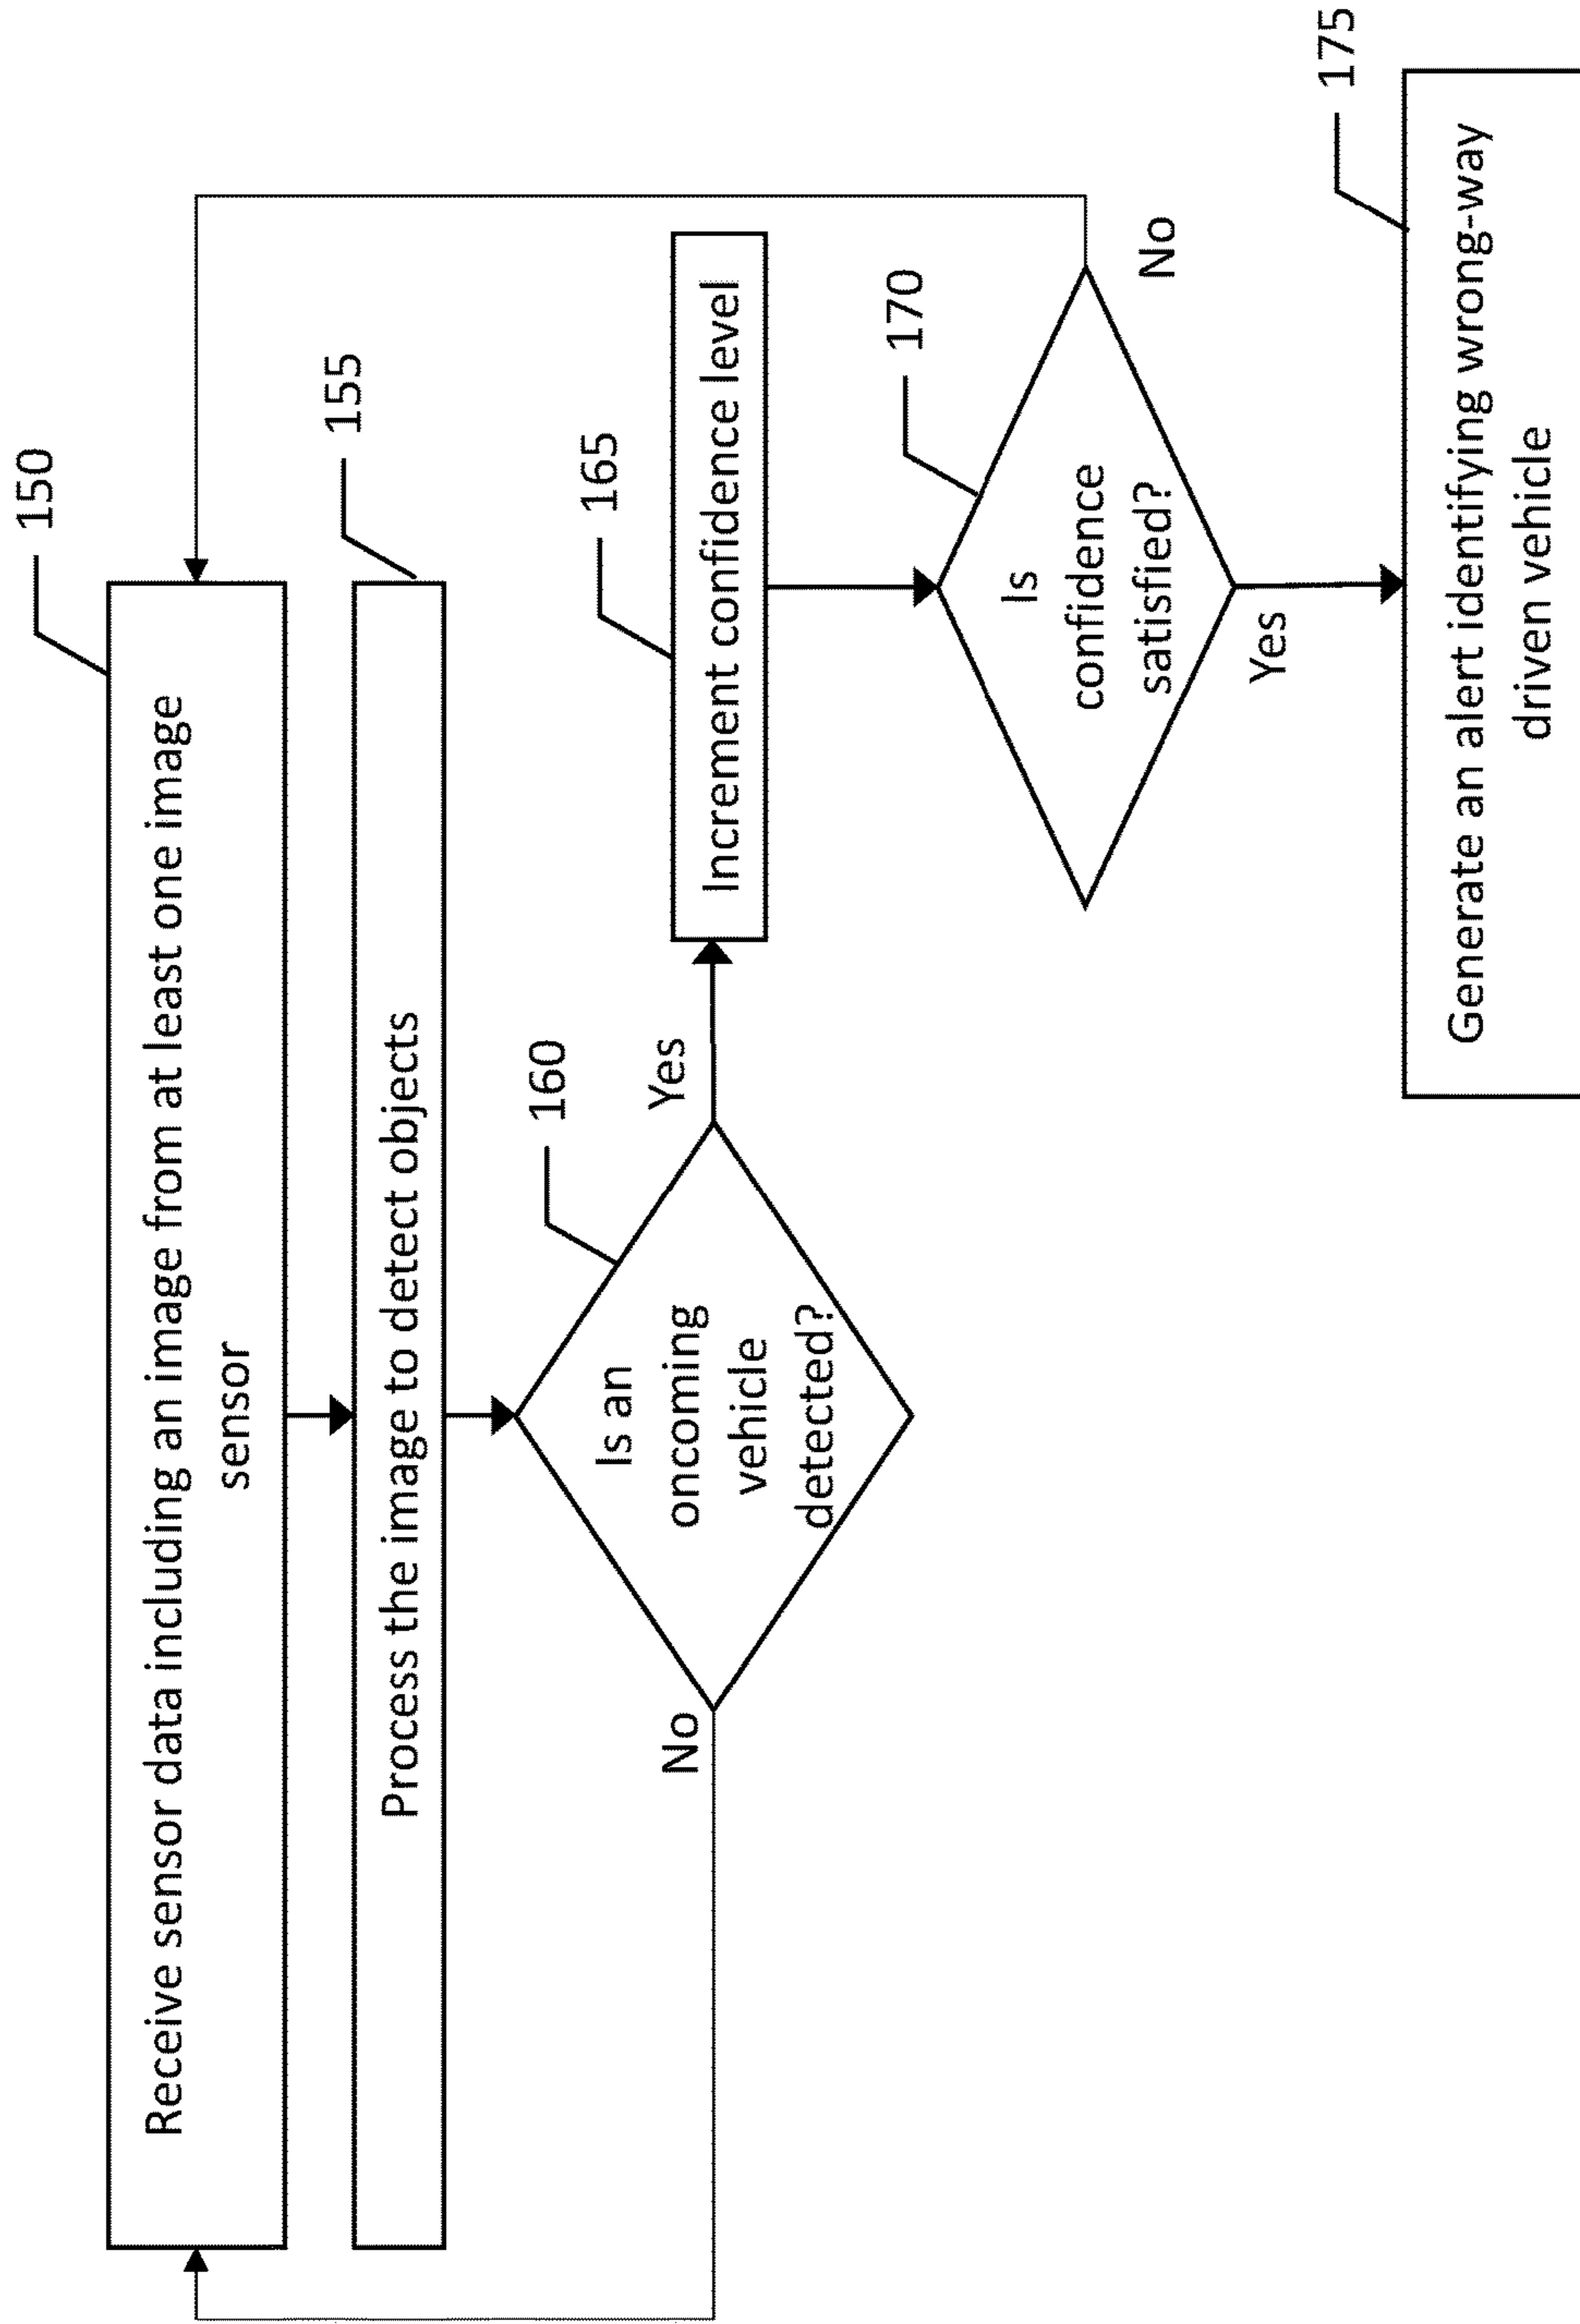 150
Receive sensor data including an image from at least one image
sensor
155
Process the image to detect objects
160
Is an
oncoming
vehicle
detected?
No
Yes
165
Increment confidence level
170
Is
confidence
satisfied?
No
Yes
175
Generate an alert identifying wrong-way
driven vehicle